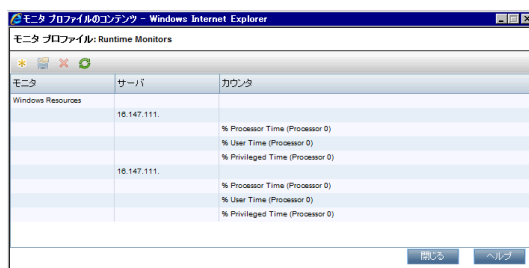 モニタ プロファイルのコンテンツ - Windows Internet Explorer
モニタ プロファイル: Runtime Monitors
モニタ サーバ カウンタ
Windows Resources
16.147.111.
% Processor Time (Processor 0)
% User Time (Processor 0)
% Privileged Time (Processor 0)
16.147.111.
% Processor Time (Processor 0)
% User Time (Processor 0)
% Privileged Time (Processor 0)
閉じる ヘルプ